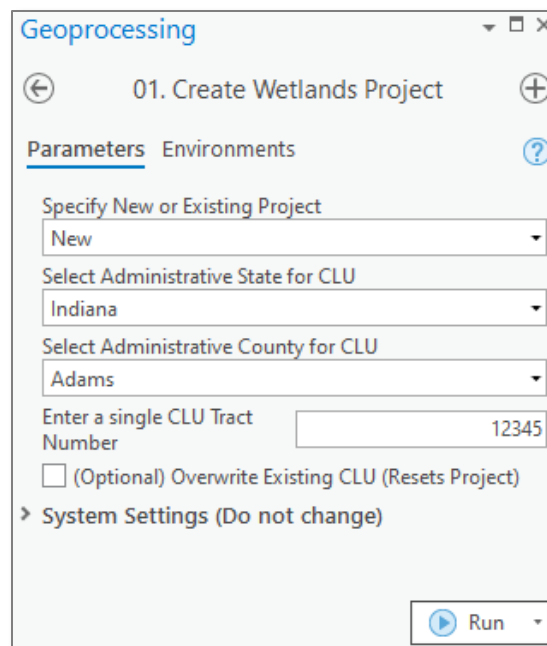 Geoprocessing
01. Create Wetlands Project
Parameters Environments
Specify New or Existing Project
New
Select Administrative State for CLU
Indiana
Select Administrative County for CLU
Adams
Enter a single CLU Tract
Number
12345
(Optional) Overwrite Existing CLU (Resets Project)
System Settings (Do not change)
Run